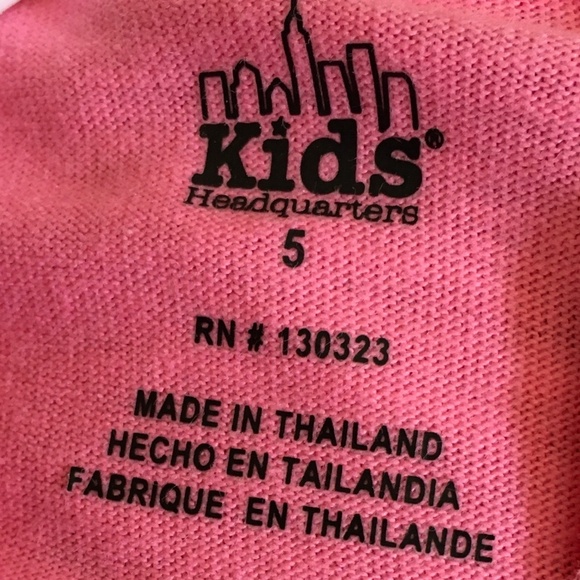 Kids®
Headquarters
5
RN # 130323
MADE IN THAILAND
HECHO EN TAILANDIA
FABRIQUE EN THAILANDE